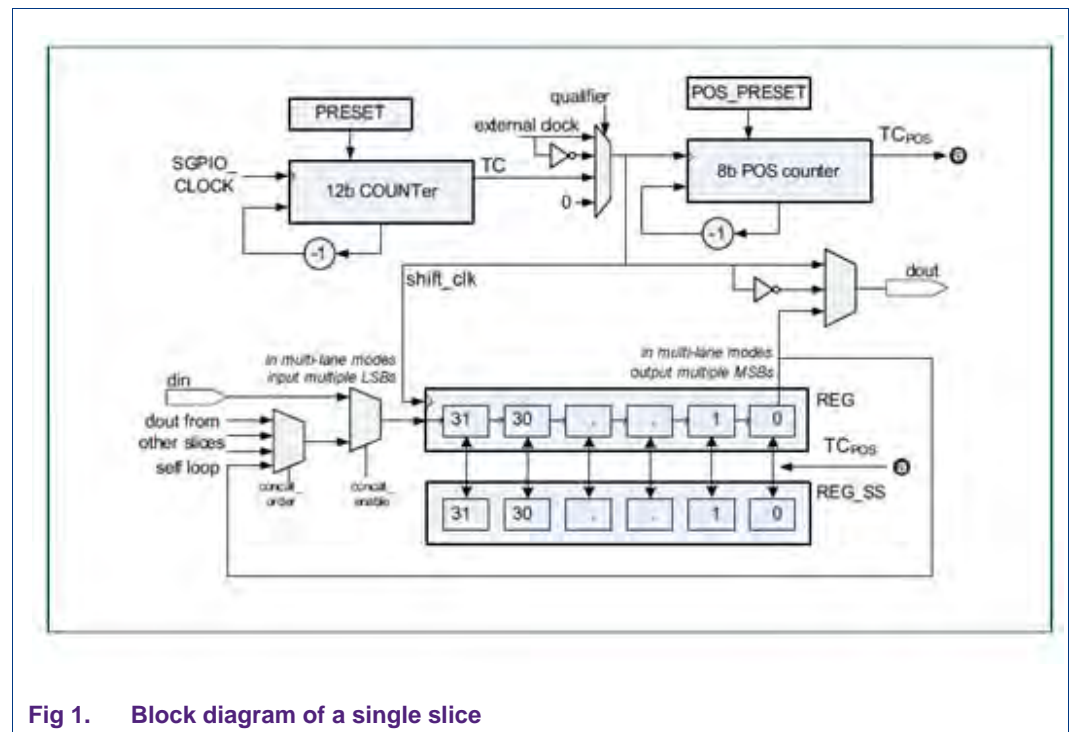 qualifier
POS_PRESET
PRESET
external clock
TC_POS
SGPIO_
CLOCK
12b COUNTer
TC
8b POS counter
0
-1
-1
shift_clk
dout
in multi-lane modes
input multiple LSBs
in multi-lane modes
output multiple MSBs
din
REG
dout from
other slices
self loop
31 30 . . 1 0
TC_POS
concat_
order
concat_
enable
REG_SS
31 30 . . 1 0
Fig 1. Block diagram of a single slice